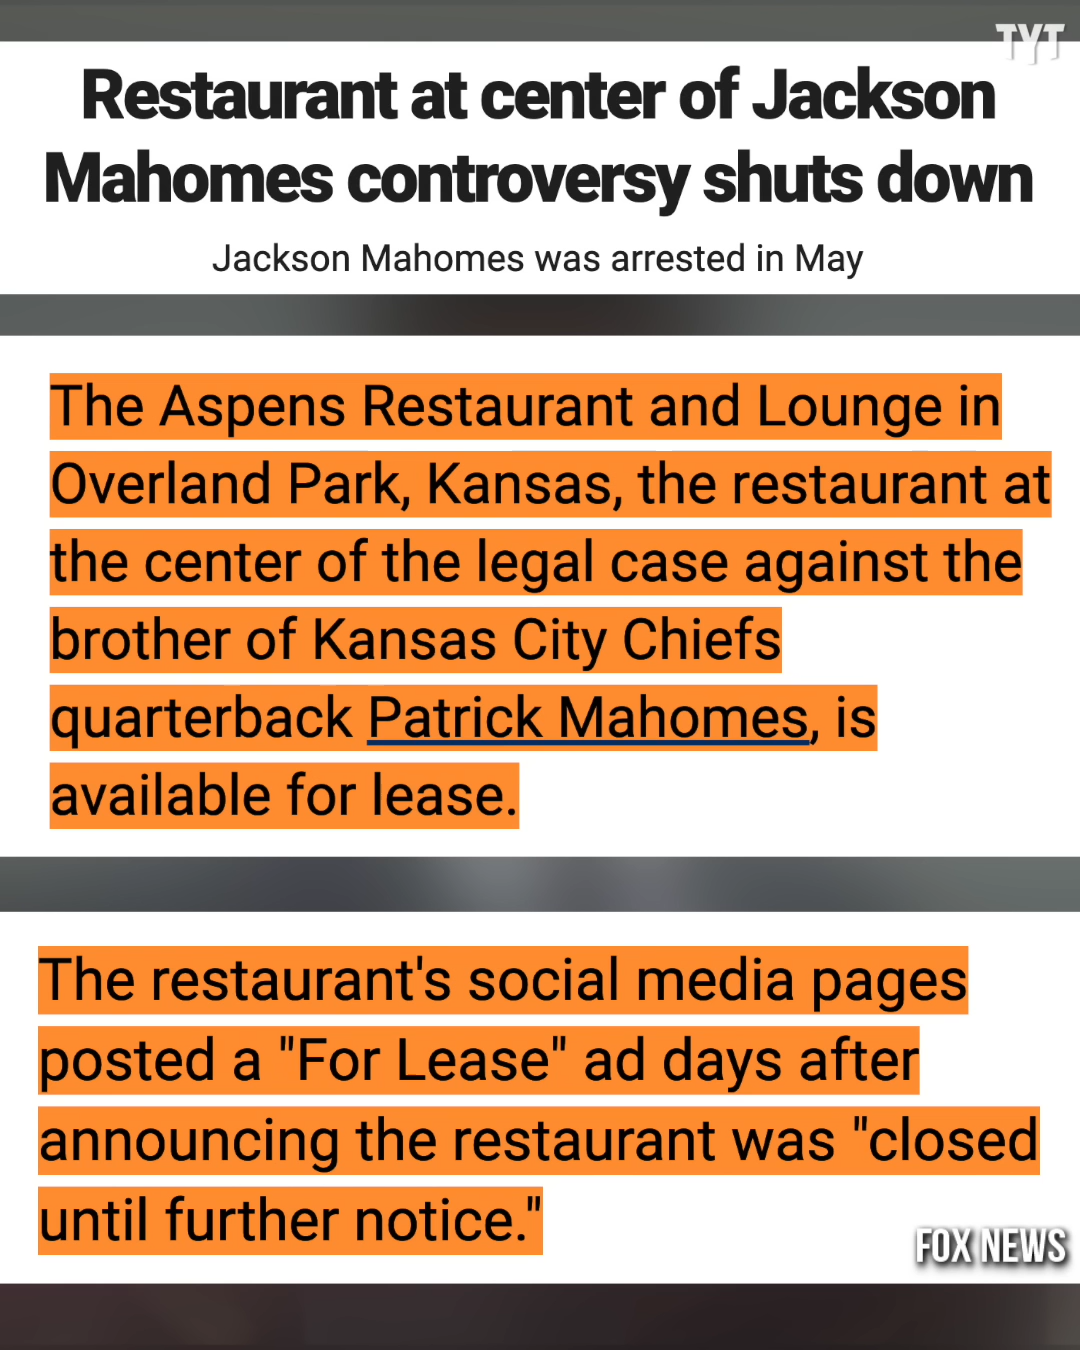 TYT
Restaurant at center of Jackson
Mahomes controversy shuts down
Jackson Mahomes was arrested in May
The Aspens Restaurant and Lounge in
Overland Park, Kansas, the restaurant at
the center of the legal case against the
brother of Kansas City Chiefs
quarterback Patrick Mahomes, is
available for lease.
The restaurant's social media pages
posted a "For Lease" ad days after
announcing the restaurant was "closed
until further notice."
FOX NEWS